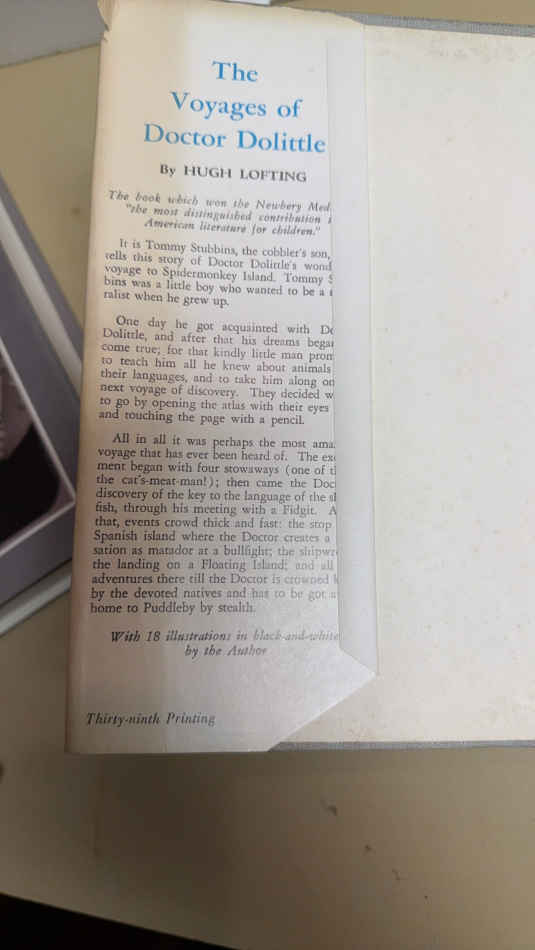 The
Voyages of
Doctor Dolittle
By HUGH LOFTING
The book which won the Newbery
"the most distinguished contribution
American literature for children."
It is Tommy Stubbins, the cobbler's son,
tells this story of Doctor Dolittle's
voyage to Spidermonkey Island. Tommy
bins was a little boy who wanted to be a
ralist when he grew up.
One day he got acquainted with
Dolittle, and after that his dreams
come true; for that kindly little man
to teach him all he knew about animals
their languages, and to take him along on
next voyage of discovery. They decided
to go by opening the atlas with their eyes
and touching the page with a pencil.
All in all it was perhaps the most
voyage that has ever been heard of. The
ment began with four stowaways (one of
the cat's-meat-man!); then came the
discovery of the key to the language of the
fish, through his meeting with a Fidgit.
that, events crowd thick and fast: the stop
Spanish island where the Doctor creates a
sation as matador at a bullfight; the
the landing on a Floating Island; and all
adventures there till the Doctor is crowned
by the devoted natives and has to be got
home to Puddleby by stealth.
With 18 illustrations in black-and-white
by the Author
Thirty-ninth Printing